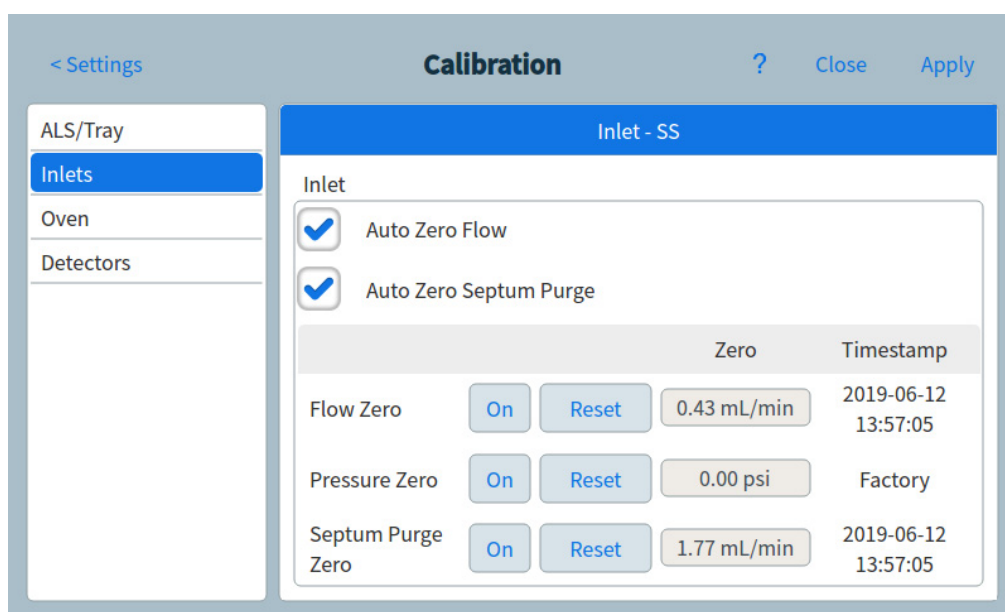 < Settings Calibration ? Close Apply
ALS/Tray
Inlets
Oven
Detectors
Inlet - SS
Inlet
Auto Zero Flow
Auto Zero Septum Purge
Zero Timestamp
Flow Zero On Reset 0.43 mL/min 2019-06-12
13:57:05
Pressure Zero On Reset 0.00 psi Factory
Septum Purge
Zero On Reset 1.77 mL/min 2019-06-12
13:57:05